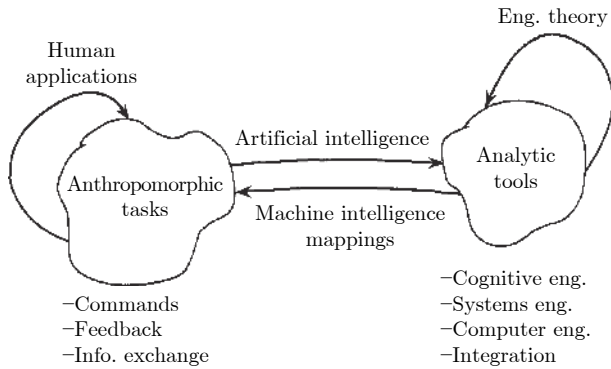 Eng. theory
Human
applications
Artificial intelligence
Analytic
tools
Anthropomorphic
tasks
Machine intelligence
mappings
–Commands
–Feedback
–Info. exchange
–Cognitive eng.
–Systems eng.
–Computer eng.
–Integration